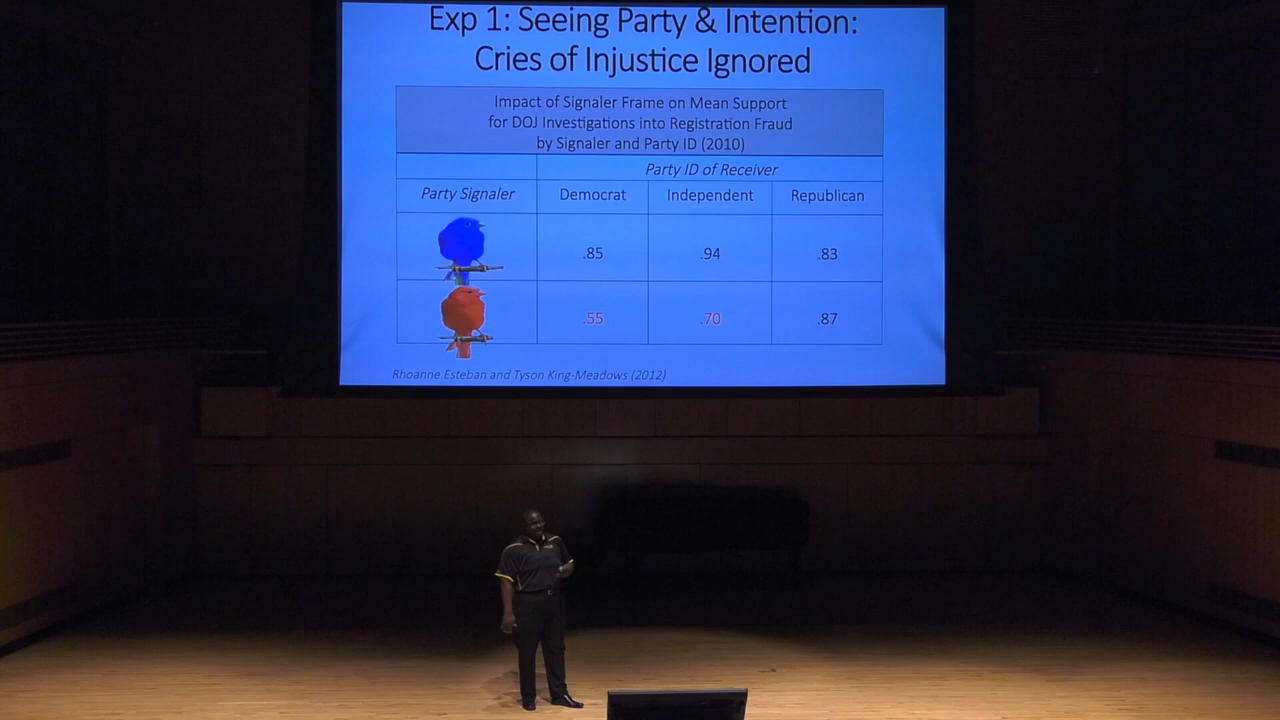 Exp 1: Seeing Party & Intention:
Cries of Injustice Ignored
Impact of Signaler Frame on Mean Support
for DOJ Investigations into Registration Fraud
by Signaler and Party ID (2010)
Party ID of Receiver
Party Signaler Democrat Independent Republican
.85 .94 .83
.55 .70 .87
Rhoanne Esteban and Tyson King-Meadows (2012)